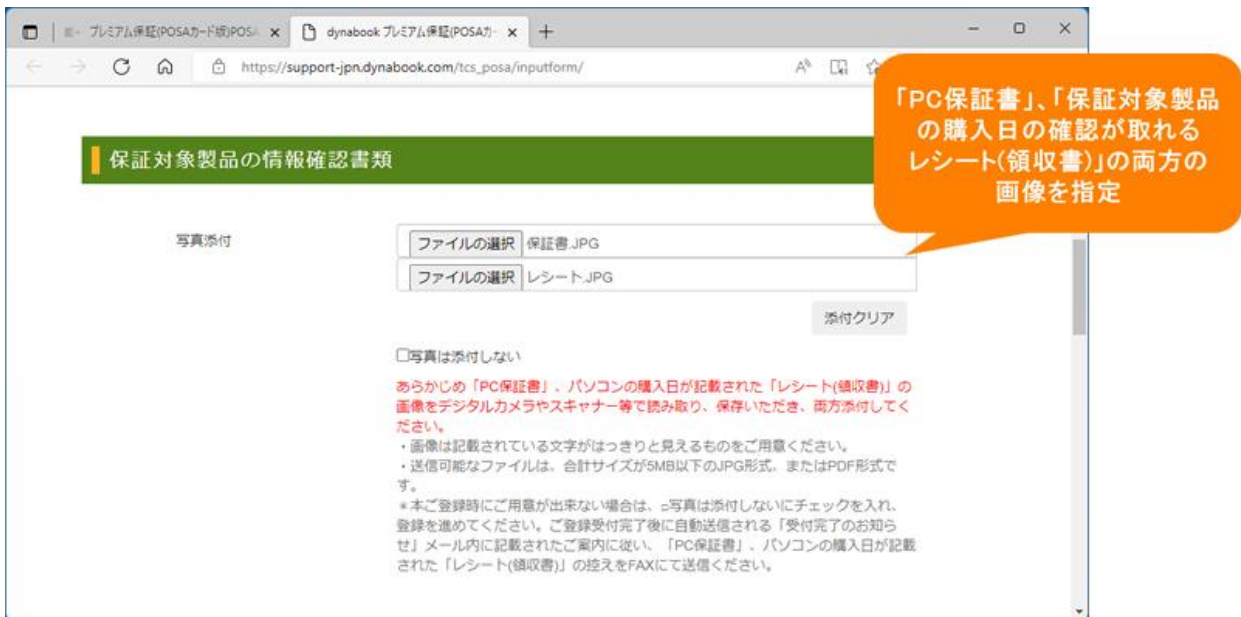 プレミアム保証(POSAカード版)POSA
dynabook プレミアム保証(POSAカー
https://support-jpn.dynabook.com/tcs_posa/inputform/
「PC保証書」、「保証対象製品
の購入日の確認が取れる
レシート(領収書)」の両方の
画像を指定
保証対象製品の情報確認書類
写真添付
ファイルの選択 保証書.JPG
ファイルの選択 レシート.JPG
添付クリア
□写真は添付しない
あらかじめ「PC保証書」、パソコンの購入日が記載された「レシート(領収書)」の
画像をデジタルカメラやスキャナー等で読み取り、保存いただき、両方添付してく
ださい。
・画像は記載されている文字がはっきりと見えるものをご用意ください。
・送信可能なファイルは、合計サイズが5MB以下のJPG形式、またはPDF形式で
す。
*本ご登録時にご用意が出来ない場合は、□写真は添付しないにチェックを入れ、
登録を進めてください。ご登録受付完了後に自動送信される「受付完了のお知ら
せ」メール内に記載されたご案内に従い、「PC保証書」、パソコンの購入日が記載
された「レシート(領収書)」の控えをFAXにて送信ください。